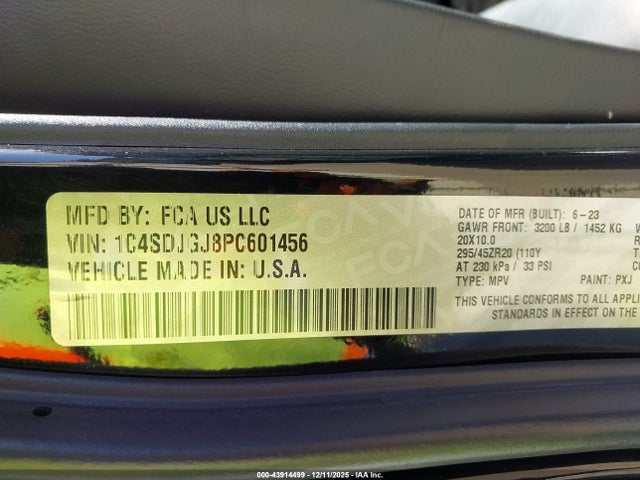 MFD BY: FCA US LLC
VIN: 1C4SDJGJ8PC601456
VEHICLE MADE IN: U.S.A.
DATE OF MFR (BUILT): 6-23
GAWR FRONT: 3200 LB / 1452 KG
20X10.0
295/45ZR20 (110Y
AT 230 kPa / 33 PSI
TYPE: MPV PAINT: PXJ
THIS VEHICLE CONFORMS TO ALL APPL
STANDARDS IN EFFECT ON THE
000-43914499 - 12/11/2025 - IAA Inc.